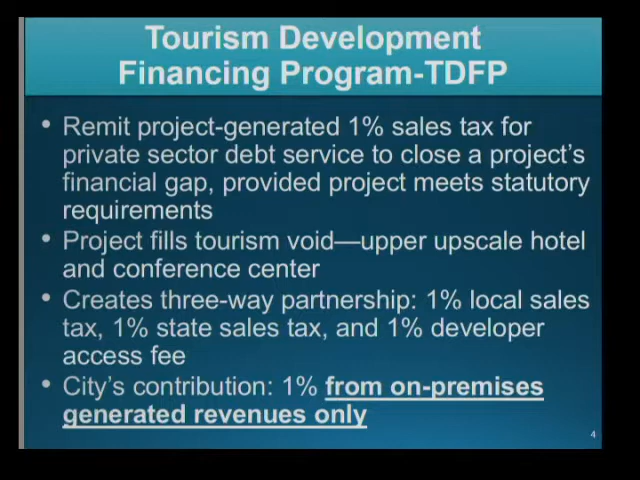 Tourism Development
Financing Program-TDFP
• Remit project-generated 1% sales tax for
private sector debt service to close a project's
financial gap, provided project meets statutory
requirements
• Project fills tourism void—upper upscale hotel
and conference center
• Creates three-way partnership: 1% local sales
tax, 1% state sales tax, and 1% developer
access fee
• City's contribution: 1% from on-premises
generated revenues only
4